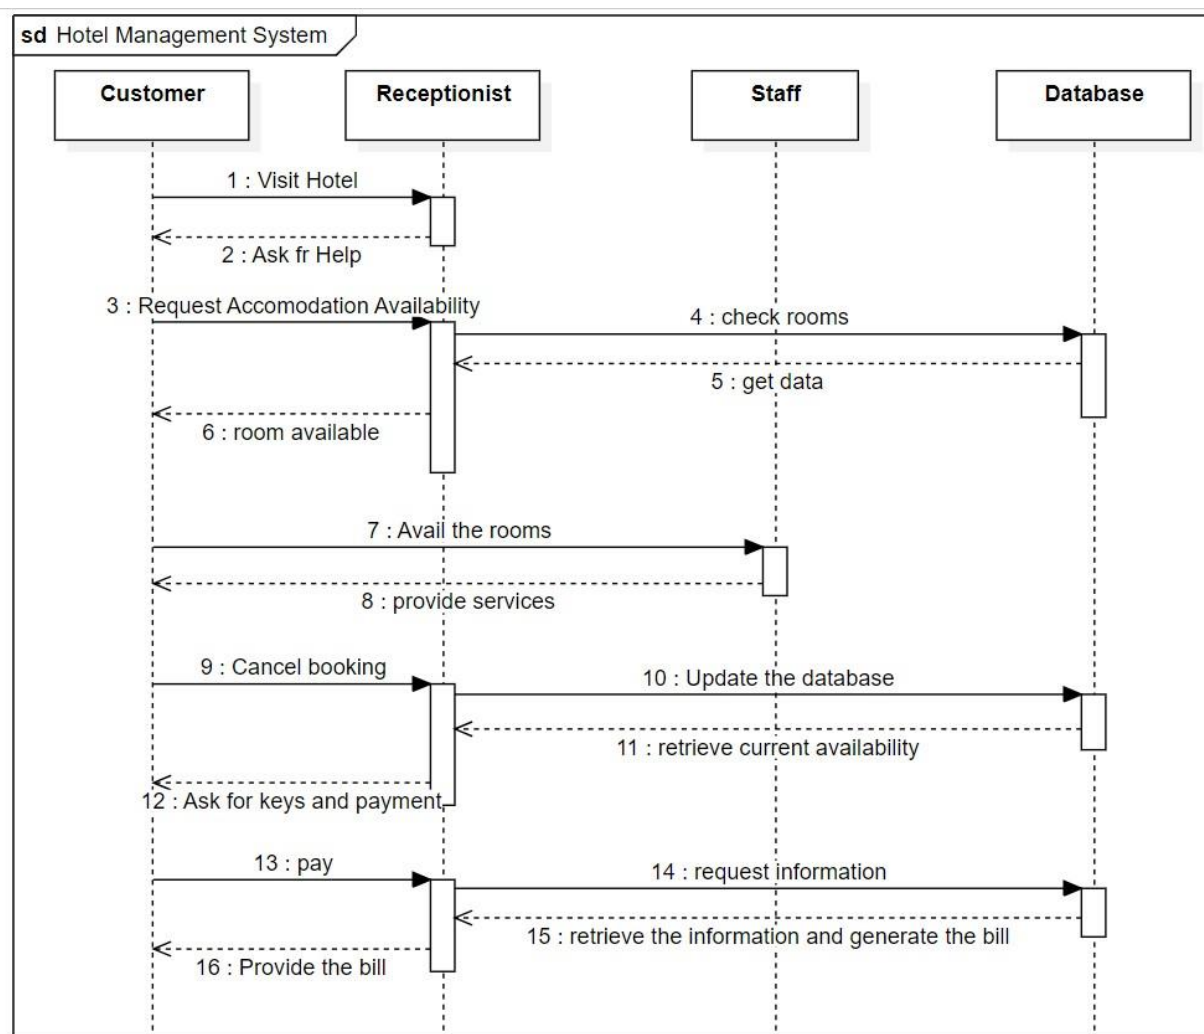 sd Hotel Management System
Customer
Receptionist
Staff
Database
1 : Visit Hotel
2 : Ask fr Help
3 : Request Accomodation Availability
4 : check rooms
5 : get data
6 : room available
7 : Avail the rooms
8 : provide services
9 : Cancel booking
10 : Update the database
11 : retrieve current availability
12 : Ask for keys and payment
13 : pay
14 : request information
15 : retrieve the information and generate the bill
16 : Provide the bill